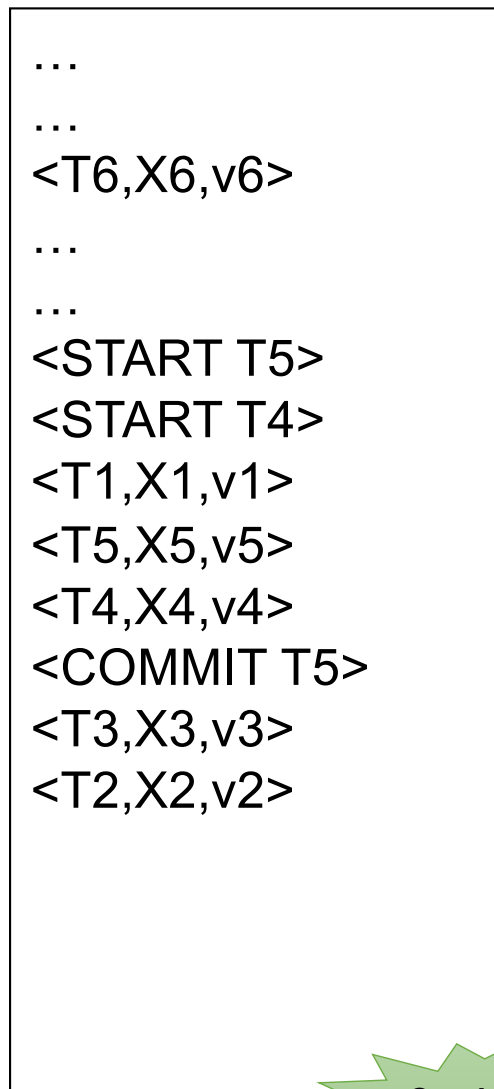 …
…
<T6,X6,v6>
…
…
<START T5>
<START T4>
<T1,X1,v1>
<T5,X5,v5>
<T4,X4,v4>
<COMMIT T5>
<T3,X3,v3>
<T2,X2,v2>